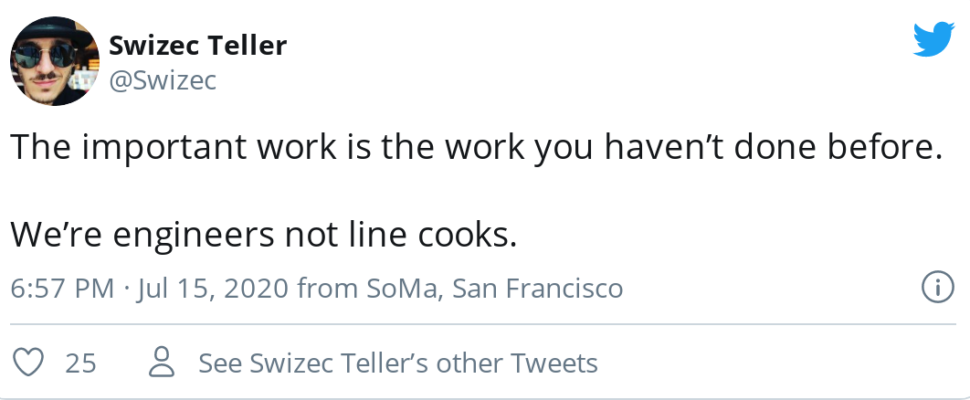 Swizec Teller
@Swizec
The important work is the work you haven’t done before.
We’re engineers not line cooks.
6:57 PM · Jul 15, 2020 from SoMa, San Francisco
25 See Swizec Teller’s other Tweets